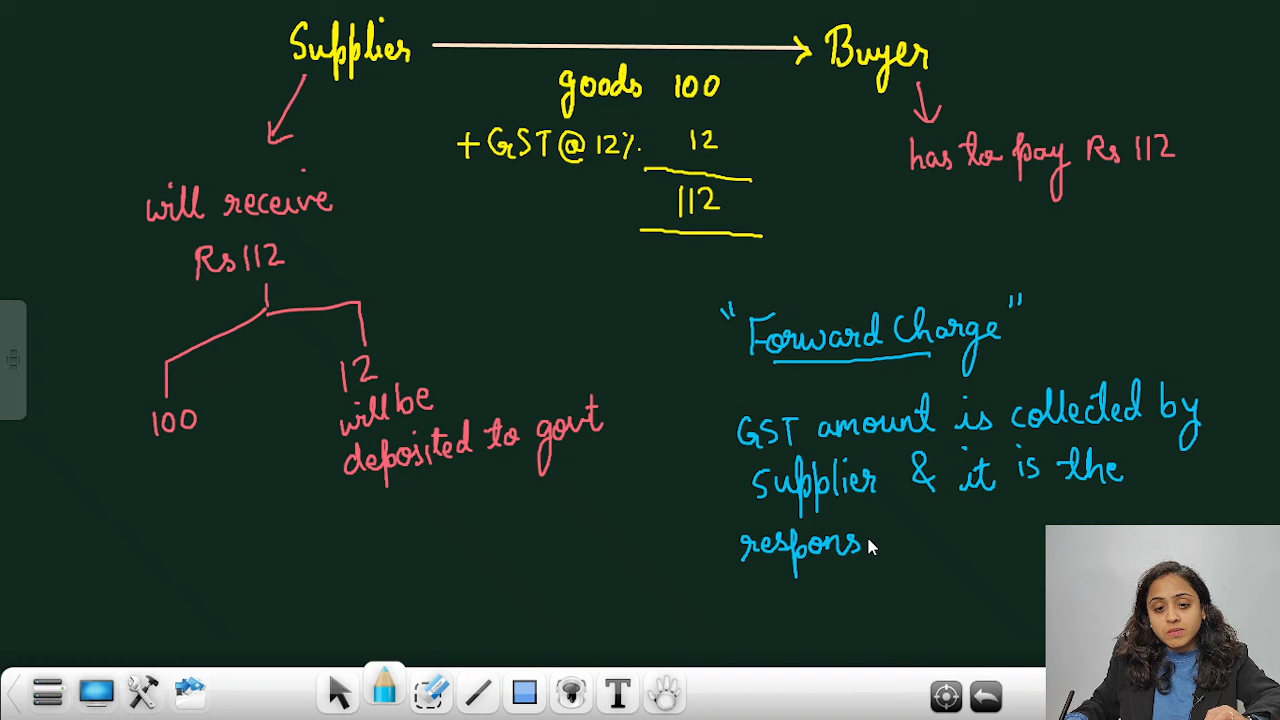 Supplier
Buyer
goods 100
+ GST @ 12%. 12
112
has to pay Rs 112
will receive
Rs 112
100
12
will be
deposited to govt
"Forward Charge"
GST amount is collected by
Supplier & it is the
respons
T